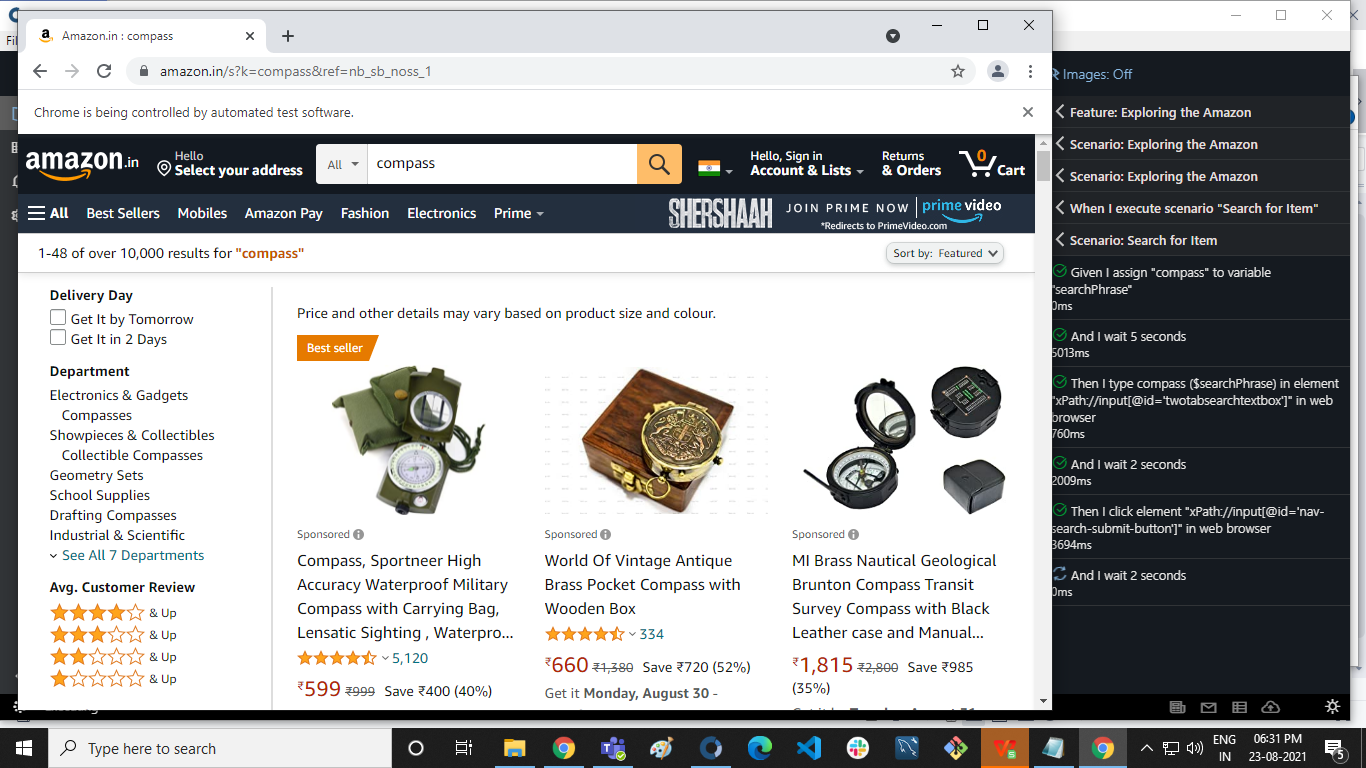 Amazon.in : compass
Fil
amazon.in/s?k=compass&ref=nb_sb_noss_1
Chrome is being controlled by automated test software.
amazon.in
Hello
Select your address
All
compass
Hello, Sign in
Account & Lists
Returns
& Orders
0
Cart
All
Best Sellers
Mobiles
Amazon Pay
Fashion
Electronics
Prime
SHERSHAAH
JOIN PRIME NOW
prime video
*Redirects to PrimeVideo.com
1-48 of over 10,000 results for "compass"
Sort by: Featured
Delivery Day
Get It by Tomorrow
Get It in 2 Days
Department
Electronics & Gadgets
Compasses
Showpieces & Collectibles
Collectible Compasses
Geometry Sets
School Supplies
Drafting Compasses
Industrial & Scientific
See All 7 Departments
Avg. Customer Review
& Up
& Up
& Up
& Up
Price and other details may vary based on product size and colour.
Best seller
Sponsored
Compass, Sportneer High
Accuracy Waterproof Military
Compass with Carrying Bag,
Lensatic Sighting , Waterpro...
5,120
₹599 ₹999 Save ₹400 (40%)
Sponsored
World Of Vintage Antique
Brass Pocket Compass with
Wooden Box
334
₹660 ₹1,380 Save ₹720 (52%)
Get it Monday, August 30 -
Sponsored
MI Brass Nautical Geological
Brunton Compass Transit
Survey Compass with Black
Leather case and Manual...
₹1,815 ₹2,800 Save ₹985
(35%)
Images: Off
Feature: Exploring the Amazon
Scenario: Exploring the Amazon
Scenario: Exploring the Amazon
When I execute scenario "Search for Item"
Scenario: Search for Item
Given I assign "compass" to variable
"searchPhrase"
0ms
And I wait 5 seconds
5013ms
Then I type compass ($searchPhrase) in element
"xPath://input[@id='twotabsearchtextbox']" in web
browser
760ms
And I wait 2 seconds
2009ms
Then I click element "xPath://input[@id='nav-
search-submit-button']" in web browser
3694ms
And I wait 2 seconds
0ms
Type here to search
ENG
IN
06:31 PM
23-08-2021
5